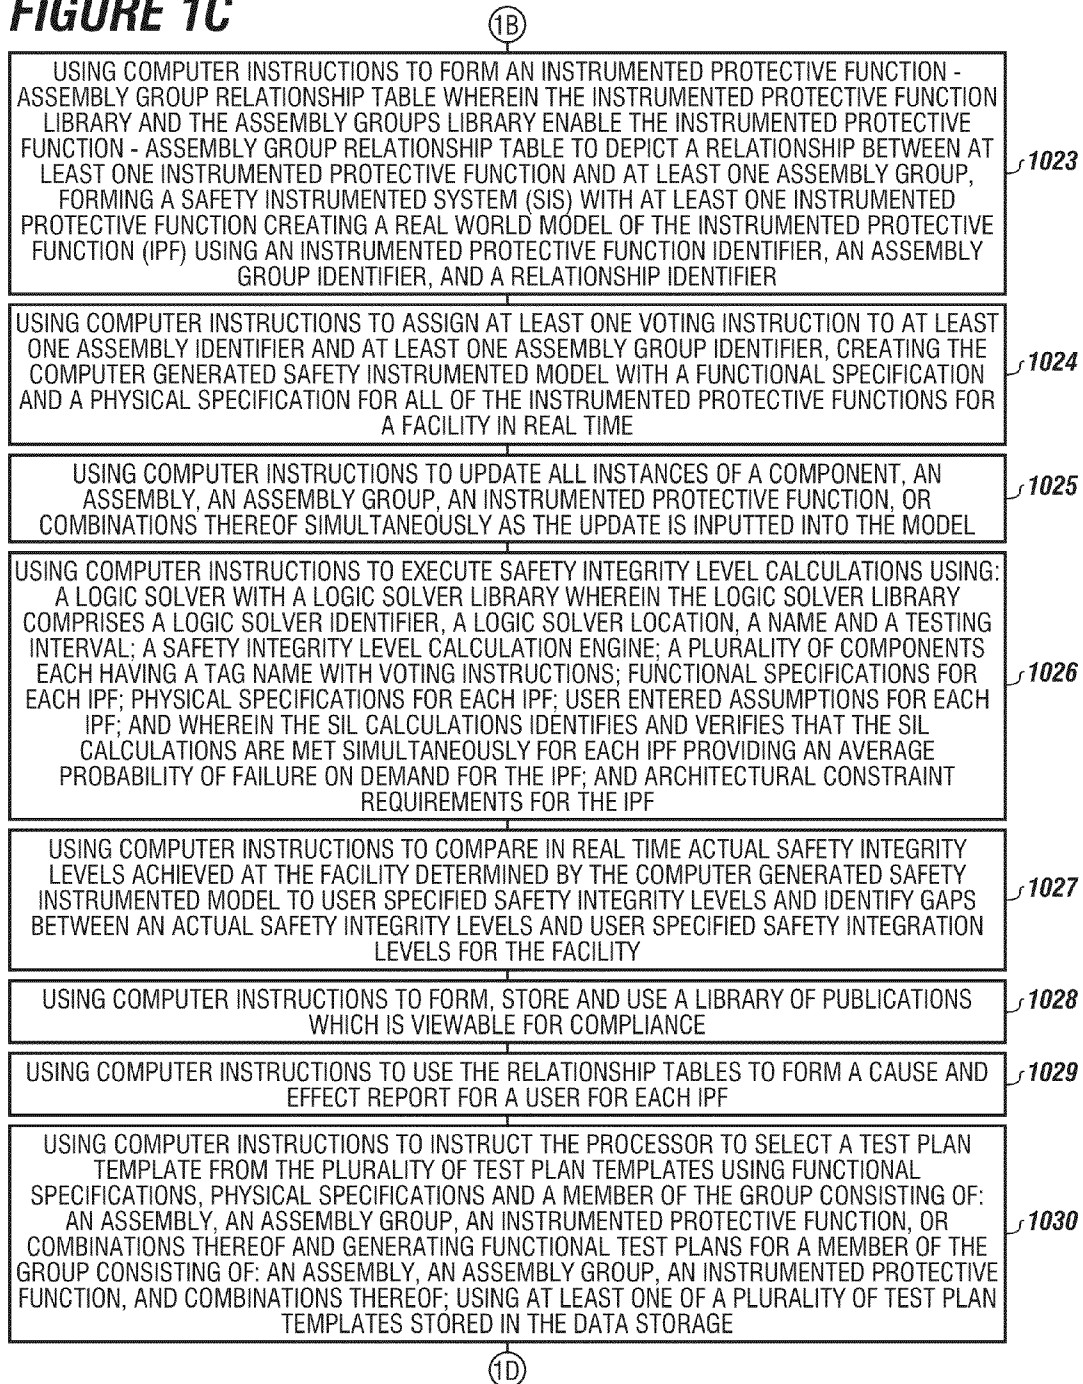 FIGURE 1C
1B
USING COMPUTER INSTRUCTIONS TO FORM AN INSTRUMENTED PROTECTIVE FUNCTION -
ASSEMBLY GROUP RELATIONSHIP TABLE WHEREIN THE INSTRUMENTED PROTECTIVE FUNCTION
LIBRARY AND THE ASSEMBLY GROUPS LIBRARY ENABLE THE INSTRUMENTED PROTECTIVE
FUNCTION - ASSEMBLY GROUP RELATIONSHIP TABLE TO DEPICT A RELATIONSHIP BETWEEN AT
LEAST ONE INSTRUMENTED PROTECTIVE FUNCTION AND AT LEAST ONE ASSEMBLY GROUP,
FORMING A SAFETY INSTRUMENTED SYSTEM (SIS) WITH AT LEAST ONE INSTRUMENTED
PROTECTIVE FUNCTION CREATING A REAL WORLD MODEL OF THE INSTRUMENTED PROTECTIVE
FUNCTION (IPF) USING AN INSTRUMENTED PROTECTIVE FUNCTION IDENTIFIER, AN ASSEMBLY
GROUP IDENTIFIER, AND A RELATIONSHIP IDENTIFIER
1023
USING COMPUTER INSTRUCTIONS TO ASSIGN AT LEAST ONE VOTING INSTRUCTION TO AT LEAST
ONE ASSEMBLY IDENTIFIER AND AT LEAST ONE ASSEMBLY GROUP IDENTIFIER, CREATING THE
COMPUTER GENERATED SAFETY INSTRUMENTED MODEL WITH A FUNCTIONAL SPECIFICATION
AND A PHYSICAL SPECIFICATION FOR ALL OF THE INSTRUMENTED PROTECTIVE FUNCTIONS FOR
A FACILITY IN REAL TIME
1024
USING COMPUTER INSTRUCTIONS TO UPDATE ALL INSTANCES OF A COMPONENT, AN
ASSEMBLY, AN ASSEMBLY GROUP, AN INSTRUMENTED PROTECTIVE FUNCTION, OR
COMBINATIONS THEREOF SIMULTANEOUSLY AS THE UPDATE IS INPUTTED INTO THE MODEL
1025
USING COMPUTER INSTRUCTIONS TO EXECUTE SAFETY INTEGRITY LEVEL CALCULATIONS USING:
A LOGIC SOLVER WITH A LOGIC SOLVER LIBRARY WHEREIN THE LOGIC SOLVER LIBRARY
COMPRISES A LOGIC SOLVER IDENTIFIER, A LOGIC SOLVER LOCATION, A NAME AND A TESTING
INTERVAL; A SAFETY INTEGRITY LEVEL CALCULATION ENGINE; A PLURALITY OF COMPONENTS
EACH HAVING A TAG NAME WITH VOTING INSTRUCTIONS; FUNCTIONAL SPECIFICATIONS FOR
EACH IPF; PHYSICAL SPECIFICATIONS FOR EACH IPF; USER ENTERED ASSUMPTIONS FOR EACH
IPF; AND WHEREIN THE SIL CALCULATIONS IDENTIFIES AND VERIFIES THAT THE SIL
CALCULATIONS ARE MET SIMULTANEOUSLY FOR EACH IPF PROVIDING AN AVERAGE
PROBABILITY OF FAILURE ON DEMAND FOR THE IPF; AND ARCHITECTURAL CONSTRAINT
REQUIREMENTS FOR THE IPF
1026
USING COMPUTER INSTRUCTIONS TO COMPARE IN REAL TIME ACTUAL SAFETY INTEGRITY
LEVELS ACHIEVED AT THE FACILITY DETERMINED BY THE COMPUTER GENERATED SAFETY
INSTRUMENTED MODEL TO USER SPECIFIED SAFETY INTEGRITY LEVELS AND IDENTIFY GAPS
BETWEEN AN ACTUAL SAFETY INTEGRITY LEVELS AND USER SPECIFIED SAFETY INTEGRATION
LEVELS FOR THE FACILITY
1027
USING COMPUTER INSTRUCTIONS TO FORM, STORE AND USE A LIBRARY OF PUBLICATIONS
WHICH IS VIEWABLE FOR COMPLIANCE
1028
USING COMPUTER INSTRUCTIONS TO USE THE RELATIONSHIP TABLES TO FORM A CAUSE AND
EFFECT REPORT FOR A USER FOR EACH IPF
1029
USING COMPUTER INSTRUCTIONS TO INSTRUCT THE PROCESSOR TO SELECT A TEST PLAN
TEMPLATE FROM THE PLURALITY OF TEST PLAN TEMPLATES USING FUNCTIONAL
SPECIFICATIONS, PHYSICAL SPECIFICATIONS AND A MEMBER OF THE GROUP CONSISTING OF:
AN ASSEMBLY, AN ASSEMBLY GROUP, AN INSTRUMENTED PROTECTIVE FUNCTION, OR
COMBINATIONS THEREOF AND GENERATING FUNCTIONAL TEST PLANS FOR A MEMBER OF THE
GROUP CONSISTING OF: AN ASSEMBLY, AN ASSEMBLY GROUP, AN INSTRUMENTED PROTECTIVE
FUNCTION, AND COMBINATIONS THEREOF; USING AT LEAST ONE OF A PLURALITY OF TEST PLAN
TEMPLATES STORED IN THE DATA STORAGE
1030
1D